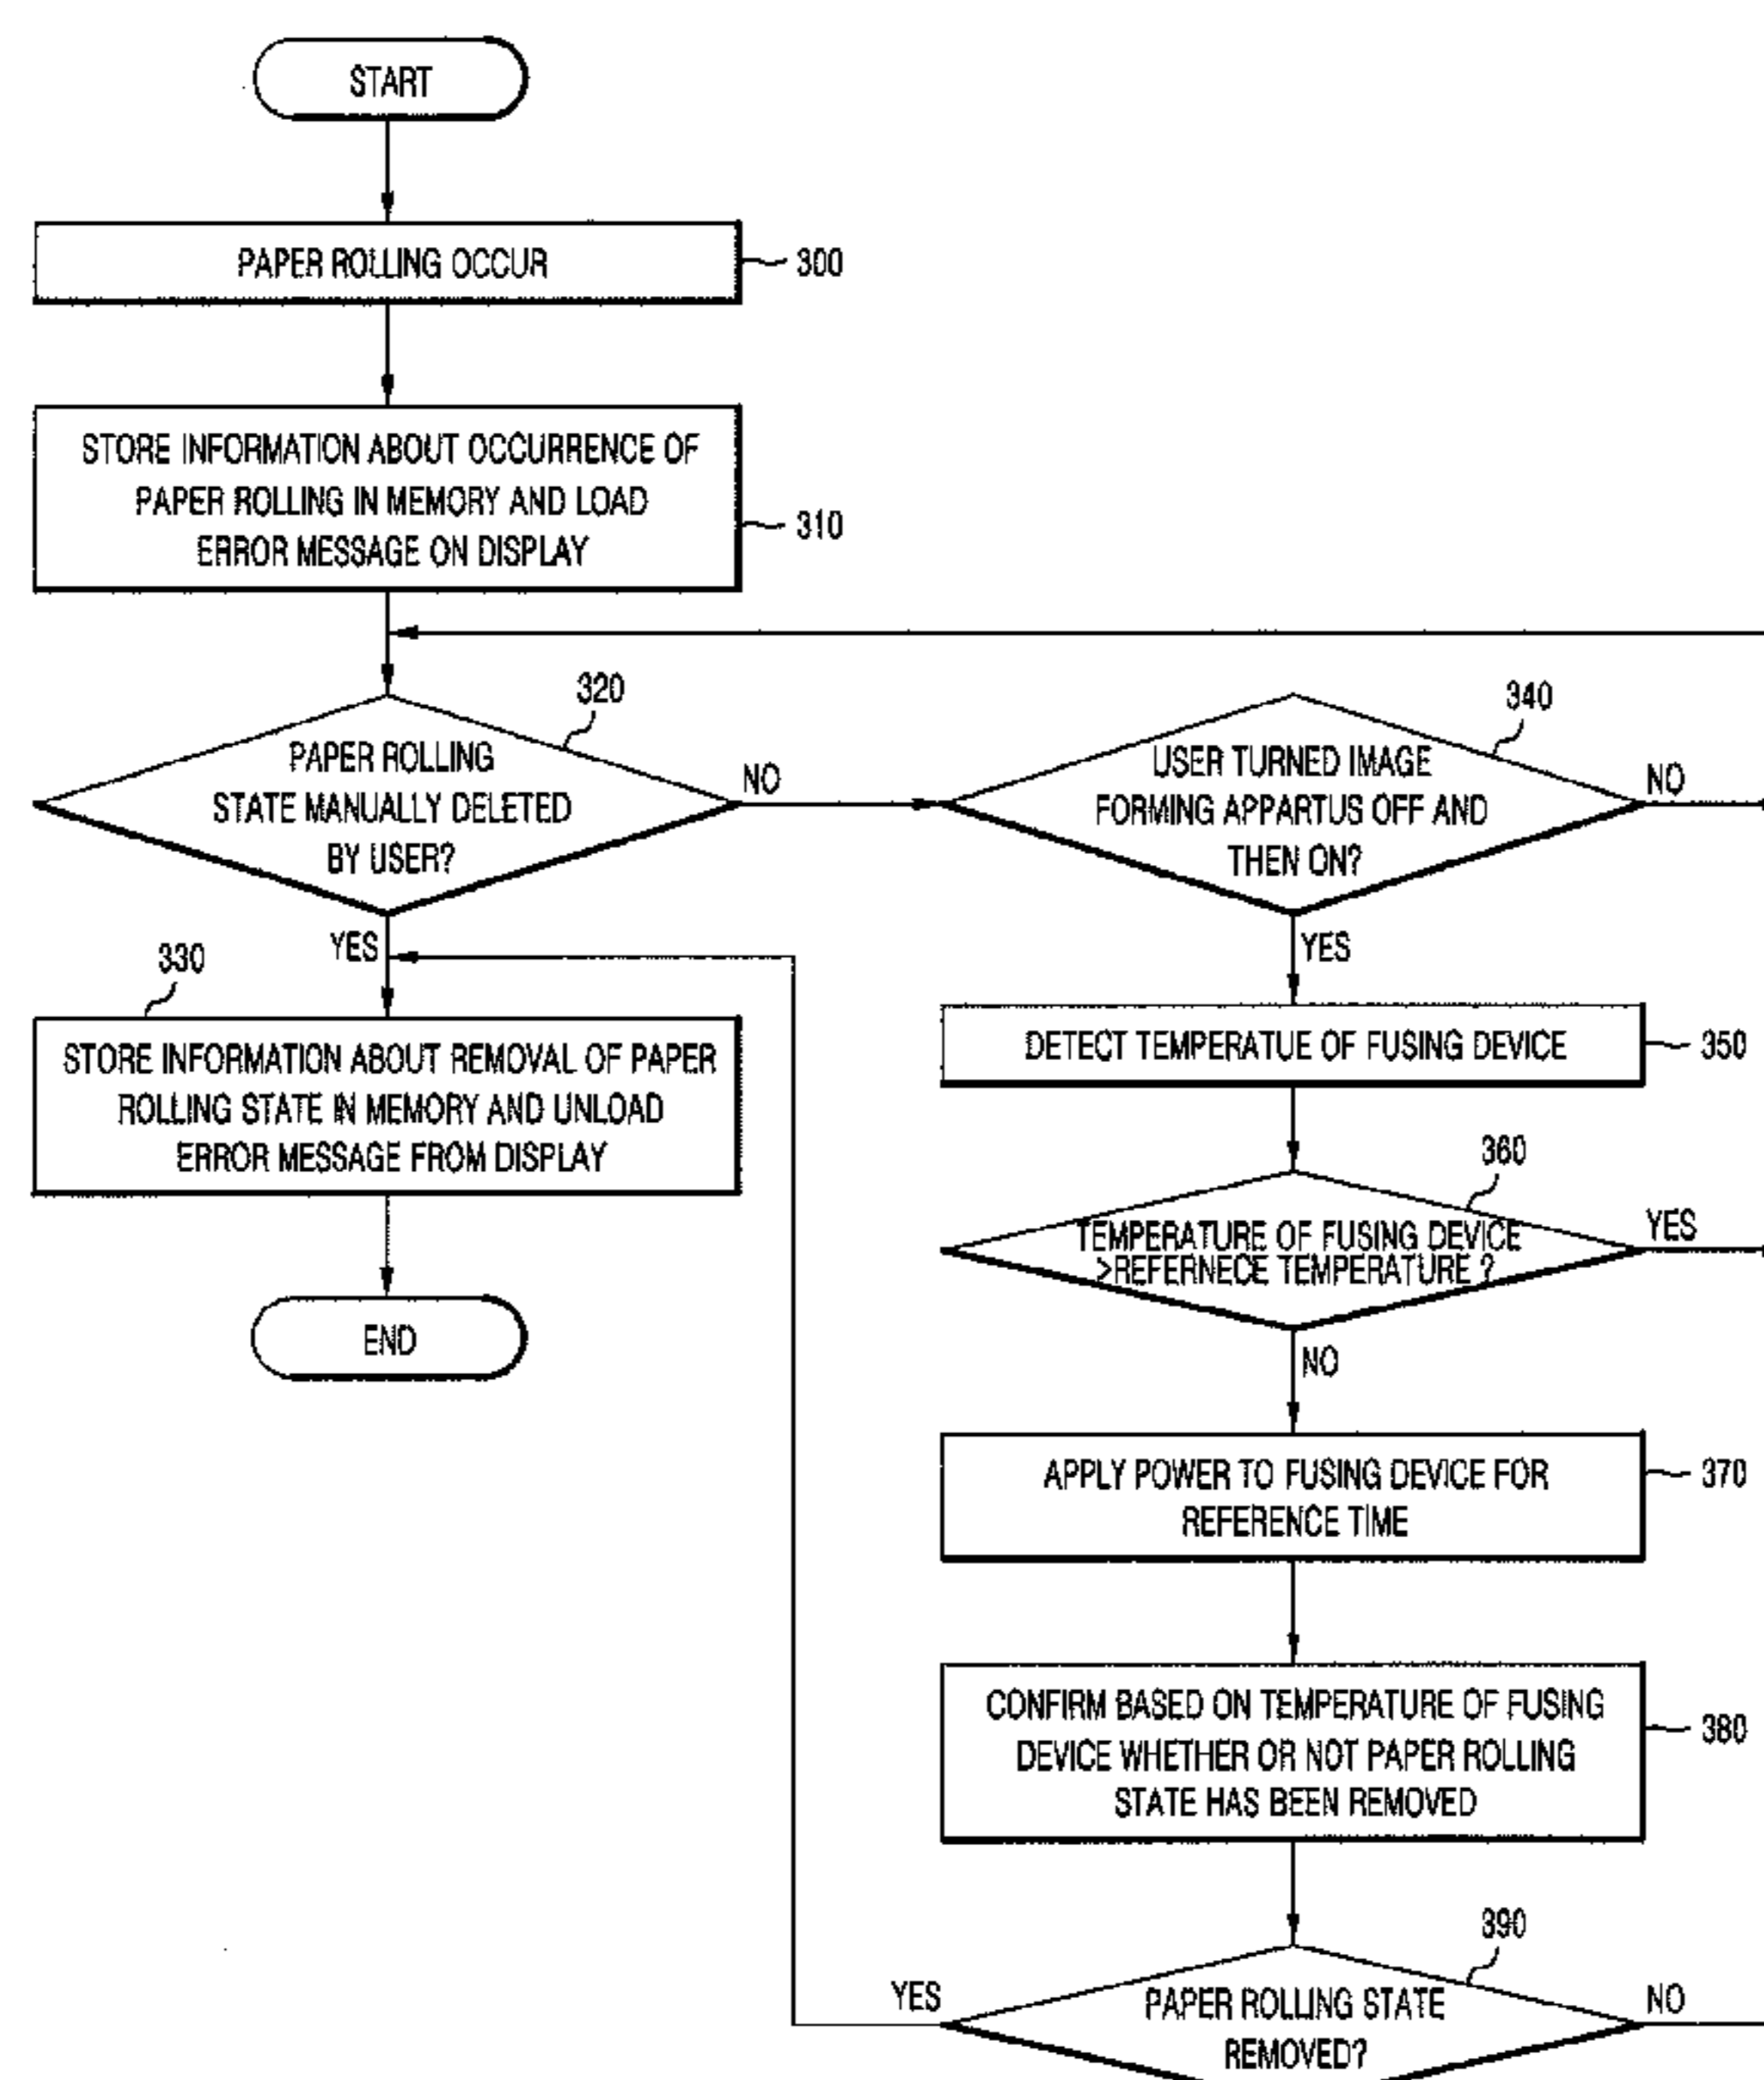 START
PAPER ROLLING OCCUR
300
STORE INFORMATION ABOUT OCCURRENCE OF
PAPER ROLLING IN MEMORY AND LOAD
ERROR MESSAGE ON DISPLAY
310
320
PAPER ROLLING
STATE MANUALLY DELETED
BY USER?
NO
YES
330
STORE INFORMATION ABOUT REMOVAL OF PAPER
ROLLING STATE IN MEMORY AND UNLOAD
ERROR MESSAGE FROM DISPLAY
END
340
USER TURNED IMAGE
FORMING APPARTUS OFF AND
THEN ON?
NO
YES
DETECT TEMPERATUE OF FUSING DEVICE
350
360
TEMPERATURE OF FUSING DEVICE
>REFERNECE TEMPERATURE ?
YES
NO
APPLY POWER TO FUSING DEVICE FOR
REFERENCE TIME
370
CONFIRM BASED ON TEMPERATURE OF FUSING
DEVICE WHETHER OR NOT PAPER ROLLING
STATE HAS BEEN REMOVED
380
390
YES
PAPER ROLLING STATE
REMOVED?
NO